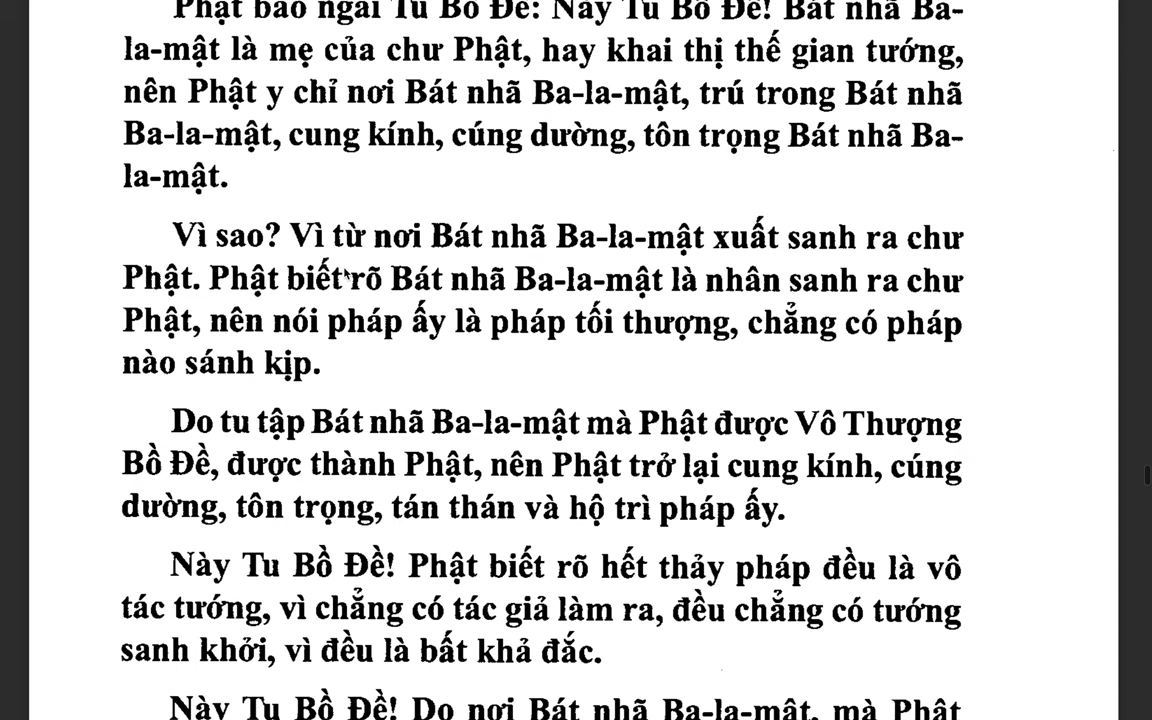 Phật bảo ngài Tu Bồ Đề: Này Tu Bồ Đề! Bát nhã Ba-
la-mật là mẹ của chư Phật, hay khai thị thế gian tướng,
nên Phật y chỉ nơi Bát nhã Ba-la-mật, trú trong Bát nhã
Ba-la-mật, cung kính, cúng dường, tôn trọng Bát nhã Ba-
la-mật.
Vì sao? Vì từ nơi Bát nhã Ba-la-mật xuất sanh ra chư
Phật. Phật biết rõ Bát nhã Ba-la-mật là nhân sanh ra chư
Phật, nên nói pháp ấy là pháp tối thượng, chẳng có pháp
nào sánh kịp.
Do tu tập Bát nhã Ba-la-mật mà Phật được Vô Thượng
Bồ Đề, được thành Phật, nên Phật trở lại cung kính, cúng
dường, tôn trọng, tán thán và hộ trì pháp ấy.
Này Tu Bồ Đề! Phật biết rõ hết thảy pháp đều là vô
tác tướng, vì chẳng có tác giả làm ra, đều chẳng có tướng
sanh khởi, vì đều là bất khả đắc.
Này Tu Bồ Đề! Do nơi Bát nhã Ba-la-mật, mà Phật